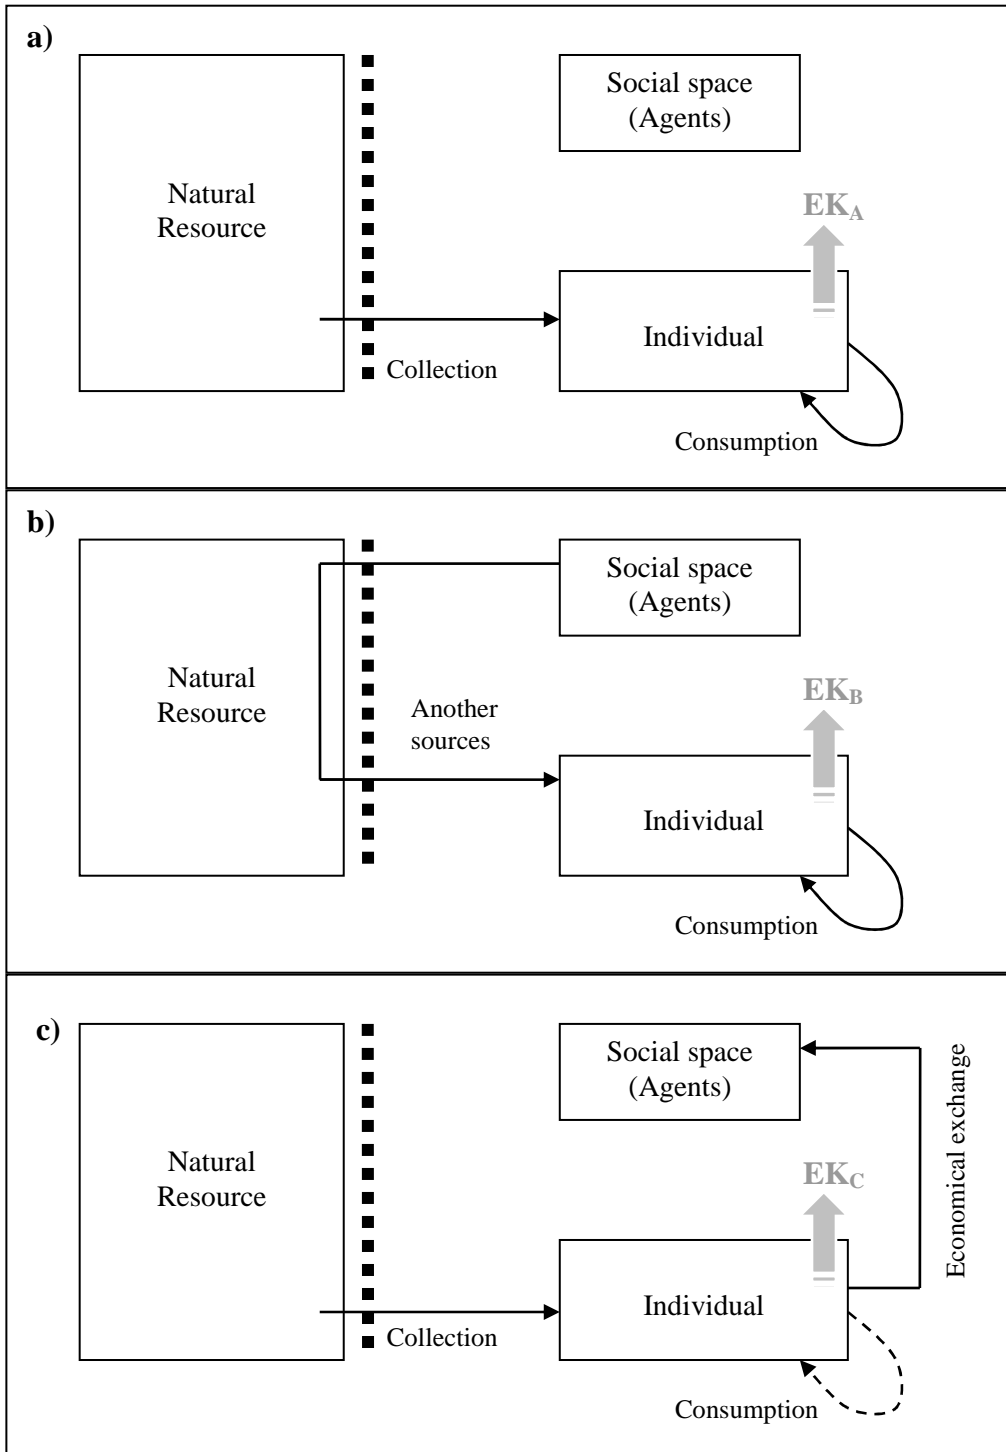 a)
Social space
(Agents)
Natural
Resource
EKA
Individual
Collection
Consumption
b)
Social space
(Agents)
Natural
Resource
EKB
Another
sources
Individual
Consumption
c)
Social space
(Agents)
Economical exchange
Natural
Resource
EKC
Individual
Collection
Consumption